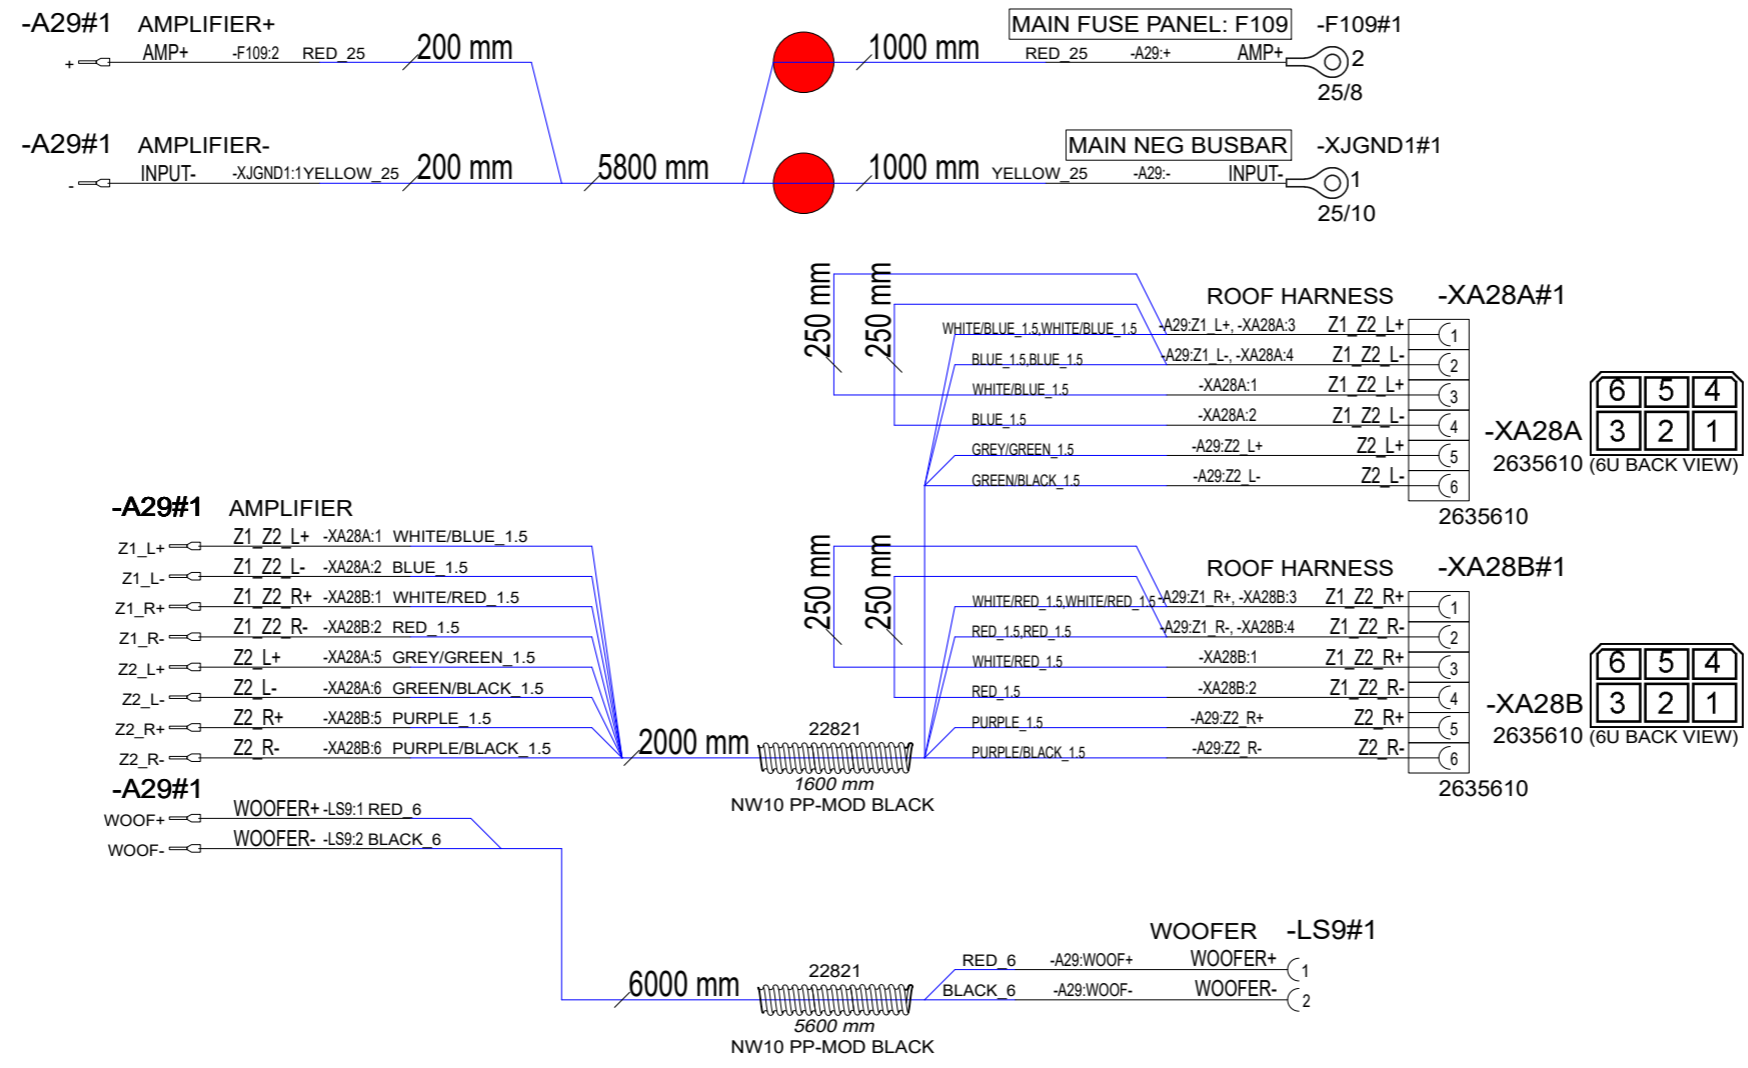 -A29#1 AMPLIFIER+
+ AMP+ -F109:2 RED_25 200 mm
1000 mm MAIN FUSE PANEL: F109 -F109#1
RED_25 -A29:+ AMP+ 2
25/8
-A29#1 AMPLIFIER-
- INPUT- -XJGND1:1 YELLOW_25 200 mm
5800 mm
1000 mm MAIN NEG BUSBAR -XJGND1#1
YELLOW_25 -A29:- INPUT- 1
25/10
250 mm 250 mm
ROOF HARNESS -XA28A#1
WHITE/BLUE_1.5,WHITE/BLUE_1.5 -A29:Z1_L+, -XA28A:3 Z1_Z2_L+ 1
BLUE_1.5,BLUE_1.5 -A29:Z1_L-, -XA28A:4 Z1_Z2_L- 2
WHITE/BLUE_1.5 -XA28A:1 Z1_Z2_L+ 3
BLUE_1.5 -XA28A:2 Z1_Z2_L- 4
GREY/GREEN_1.5 -A29:Z2_L+ Z2_L+ 5
GREEN/BLACK_1.5 -A29:Z2_L- Z2_L- 6
2635610
6 5 4
-XA28A 3 2 1
2635610 (6U BACK VIEW)
-A29#1 AMPLIFIER
Z1_L+ Z1_Z2_L+ -XA28A:1 WHITE/BLUE_1.5
Z1_L- Z1_Z2_L- -XA28A:2 BLUE_1.5
Z1_R+ Z1_Z2_R+ -XA28B:1 WHITE/RED_1.5
Z1_R- Z1_Z2_R- -XA28B:2 RED_1.5
Z2_L+ Z2_L+ -XA28A:5 GREY/GREEN_1.5
Z2_L- Z2_L- -XA28A:6 GREEN/BLACK_1.5
Z2_R+ Z2_R+ -XA28B:5 PURPLE_1.5
Z2_R- Z2_R- -XA28B:6 PURPLE/BLACK_1.5
2000 mm
22821
1600 mm
NW10 PP-MOD BLACK
250 mm 250 mm
ROOF HARNESS -XA28B#1
WHITE/RED_1.5,WHITE/RED_1.5 -A29:Z1_R+, -XA28B:3 Z1_Z2_R+ 1
RED_1.5,RED_1.5 -A29:Z1_R-, -XA28B:4 Z1_Z2_R- 2
WHITE/RED_1.5 -XA28B:1 Z1_Z2_R+ 3
RED_1.5 -XA28B:2 Z1_Z2_R- 4
PURPLE_1.5 -A29:Z2_R+ Z2_R+ 5
PURPLE/BLACK_1.5 -A29:Z2_R- Z2_R- 6
2635610
6 5 4
-XA28B 3 2 1
2635610 (6U BACK VIEW)
-A29#1
WOOF+ WOOFER+ -LS9:1 RED_6
WOOF- WOOFER- -LS9:2 BLACK_6
6000 mm
22821
5600 mm
NW10 PP-MOD BLACK
WOOFER -LS9#1
RED_6 -A29:WOOF+ WOOFER+ 1
BLACK_6 -A29:WOOF- WOOFER- 2